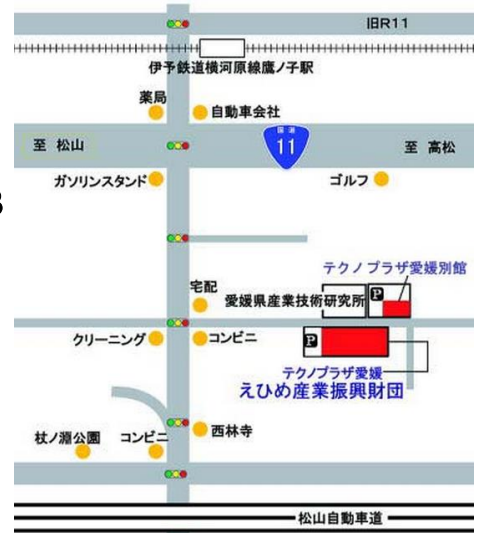 旧R11
伊予鉄道横河原線鷹ノ子駅
薬局
自動車会社
至 松山
国道
11
至 高松
ガソリンスタンド
ゴルフ
テクノプラザ愛媛別館
宅配
愛媛県産業技術研究所
P
クリーニング
コンビニ
P
テクノプラザ愛媛
えひめ産業振興財団
杖ノ淵公園
コンビニ
西林寺
松山自動車道